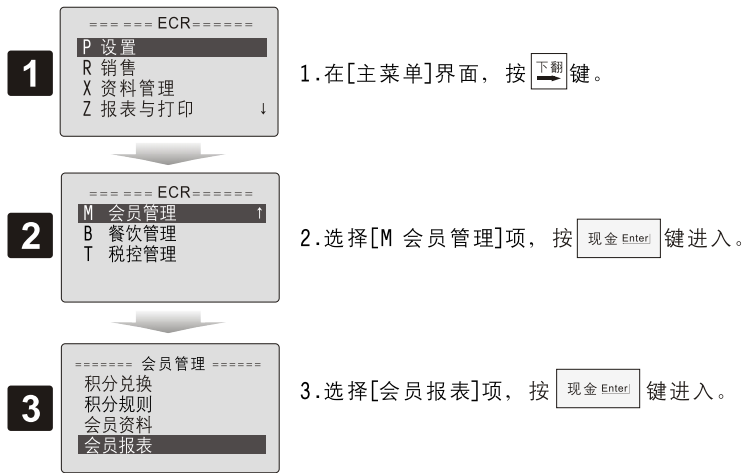 ====== ECR======
P 设置
R 销售
X 资料管理
Z 报表与打印 ↓
1
1.在[主菜单]界面，按 下翻 键。
====== ECR======
M 会员管理 ↑
B 餐饮管理
T 税控管理
2
2.选择[M 会员管理]项，按 现金 Enter 键进入。
======= 会员管理 ======
积分兑换
积分规则
会员资料
会员报表
3
3.选择[会员报表]项，按 现金 Enter 键进入。